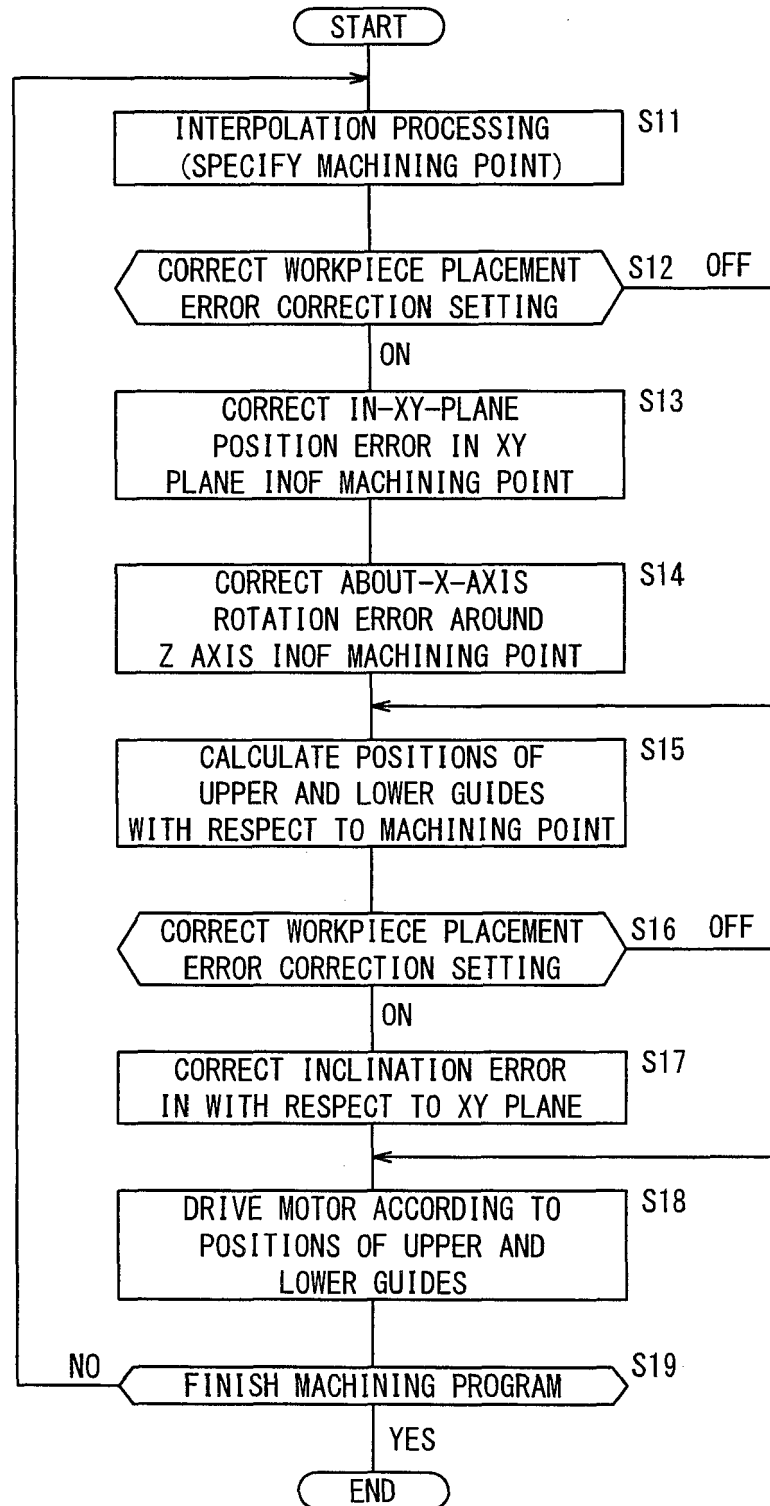 START
INTERPOLATION PROCESSING
(SPECIFY MACHINING POINT)
S11
CORRECT WORKPIECE PLACEMENT
ERROR CORRECTION SETTING
S12 OFF
ON
CORRECT IN-XY-PLANE
POSITION ERROR IN XY
PLANE INOF MACHINING POINT
S13
CORRECT ABOUT-X-AXIS
ROTATION ERROR AROUND
Z AXIS INOF MACHINING POINT
S14
CALCULATE POSITIONS OF
UPPER AND LOWER GUIDES
WITH RESPECT TO MACHINING POINT
S15
CORRECT WORKPIECE PLACEMENT
ERROR CORRECTION SETTING
S16 OFF
ON
CORRECT INCLINATION ERROR
IN WITH RESPECT TO XY PLANE
S17
DRIVE MOTOR ACCORDING TO
POSITIONS OF UPPER AND
LOWER GUIDES
S18
NO
FINISH MACHINING PROGRAM
S19
YES
END